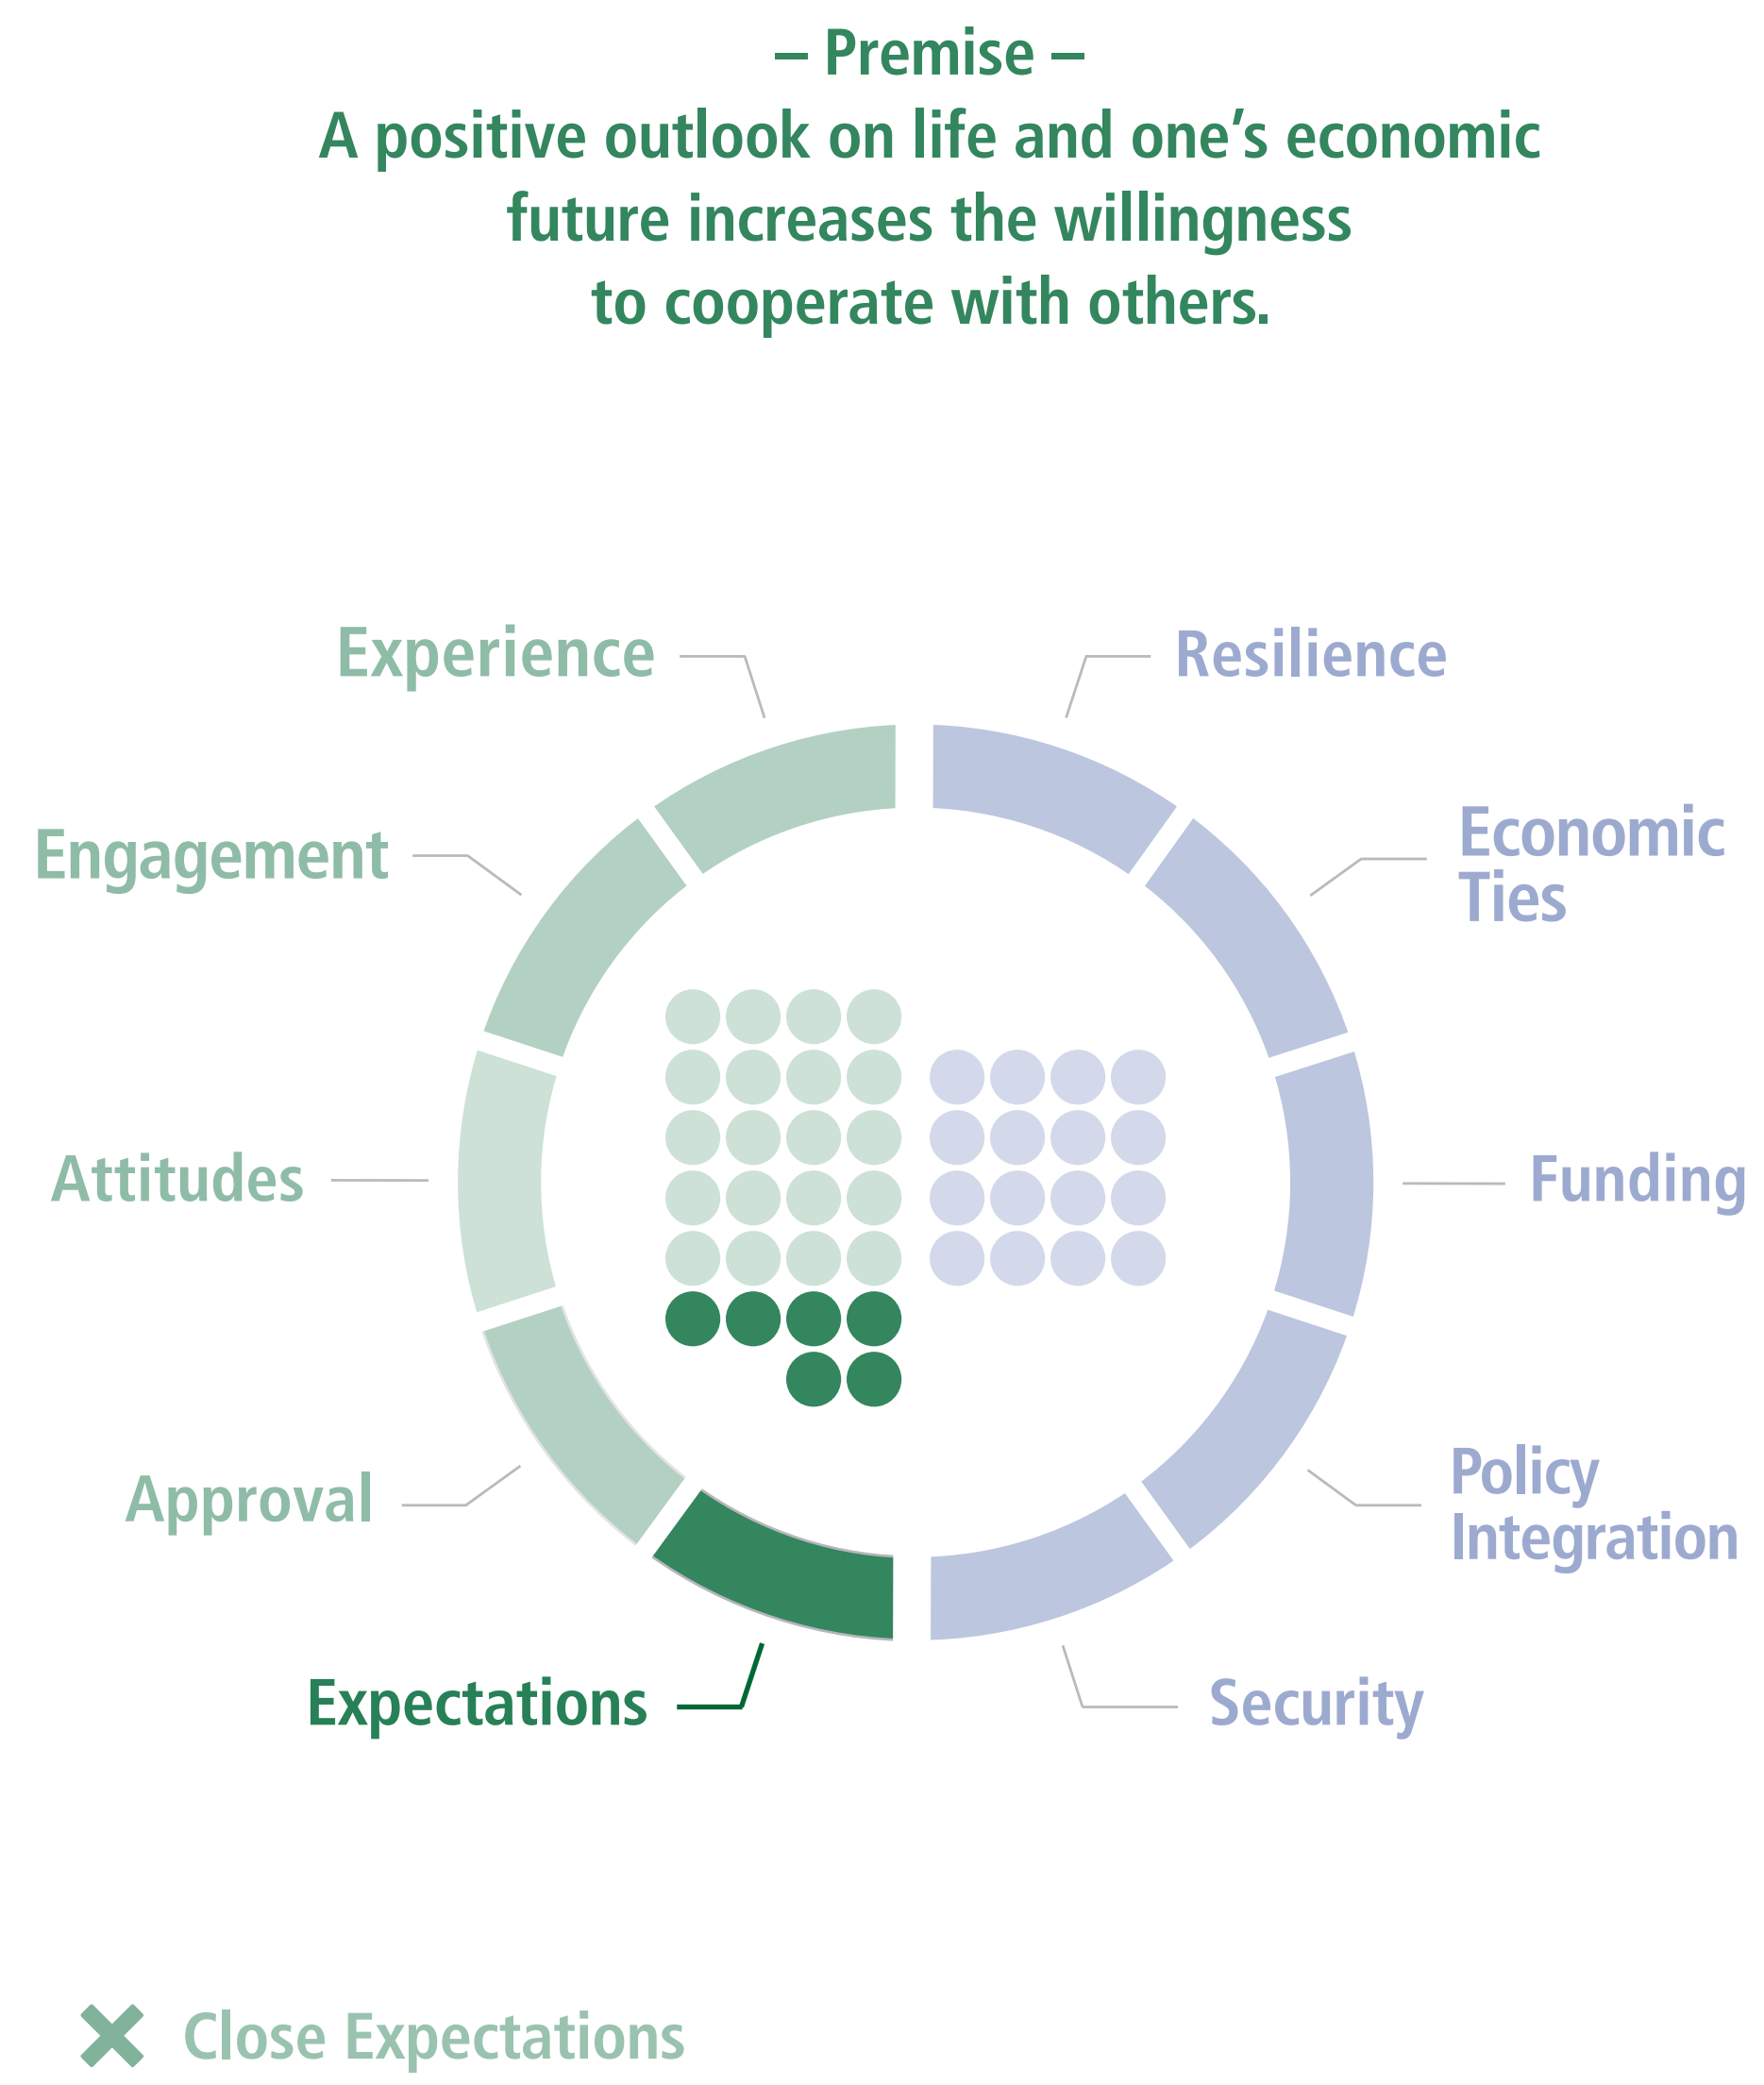 – Premise –
A positive outlook on life and one‘s economic
future increases the willingness
to cooperate with others.
Experience
Resilience
Engagement
Economic
Ties
Attitudes
Funding
Approval
Policy
Integration
Expectations
Security
Close Expectations